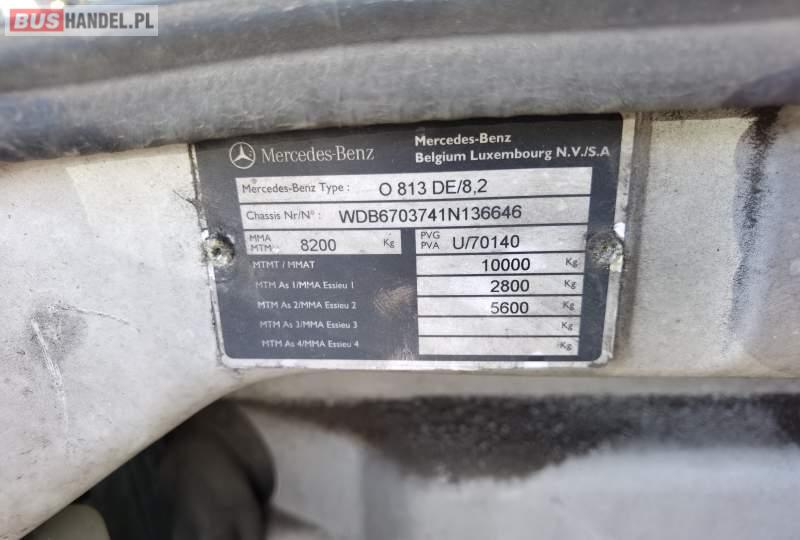 BUSHANDEL.PL
Mercedes-Benz
Mercedes-Benz
Belgium Luxembourg N.V./S.A
Mercedes-Benz Type : O 813 DE/8,2
Chassis Nr/N° : WDB6703741N136646
MMA
MTM 8200 Kg
PVG
PVA U/70140
MTMT / MMAT 10000 Kg
MTM As 1/MMA Essieu 1 2800 Kg
MTM As 2/MMA Essieu 2 5600 Kg
MTM As 3/MMA Essieu 3 Kg
MTM As 4/MMA Essieu 4 Kg